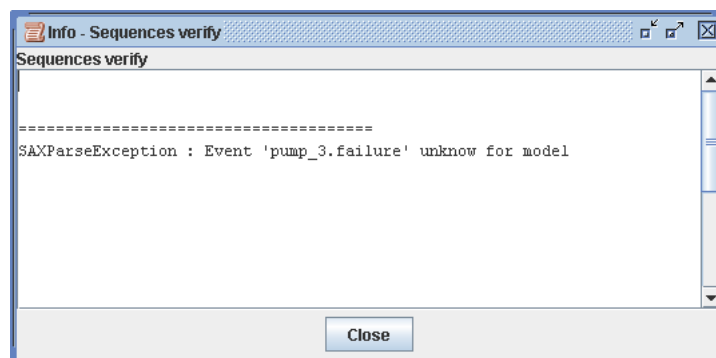 Info - Sequences verify
Sequences verify
======================================
SAXParseException : Event 'pump_3.failure' unknow for model
Close